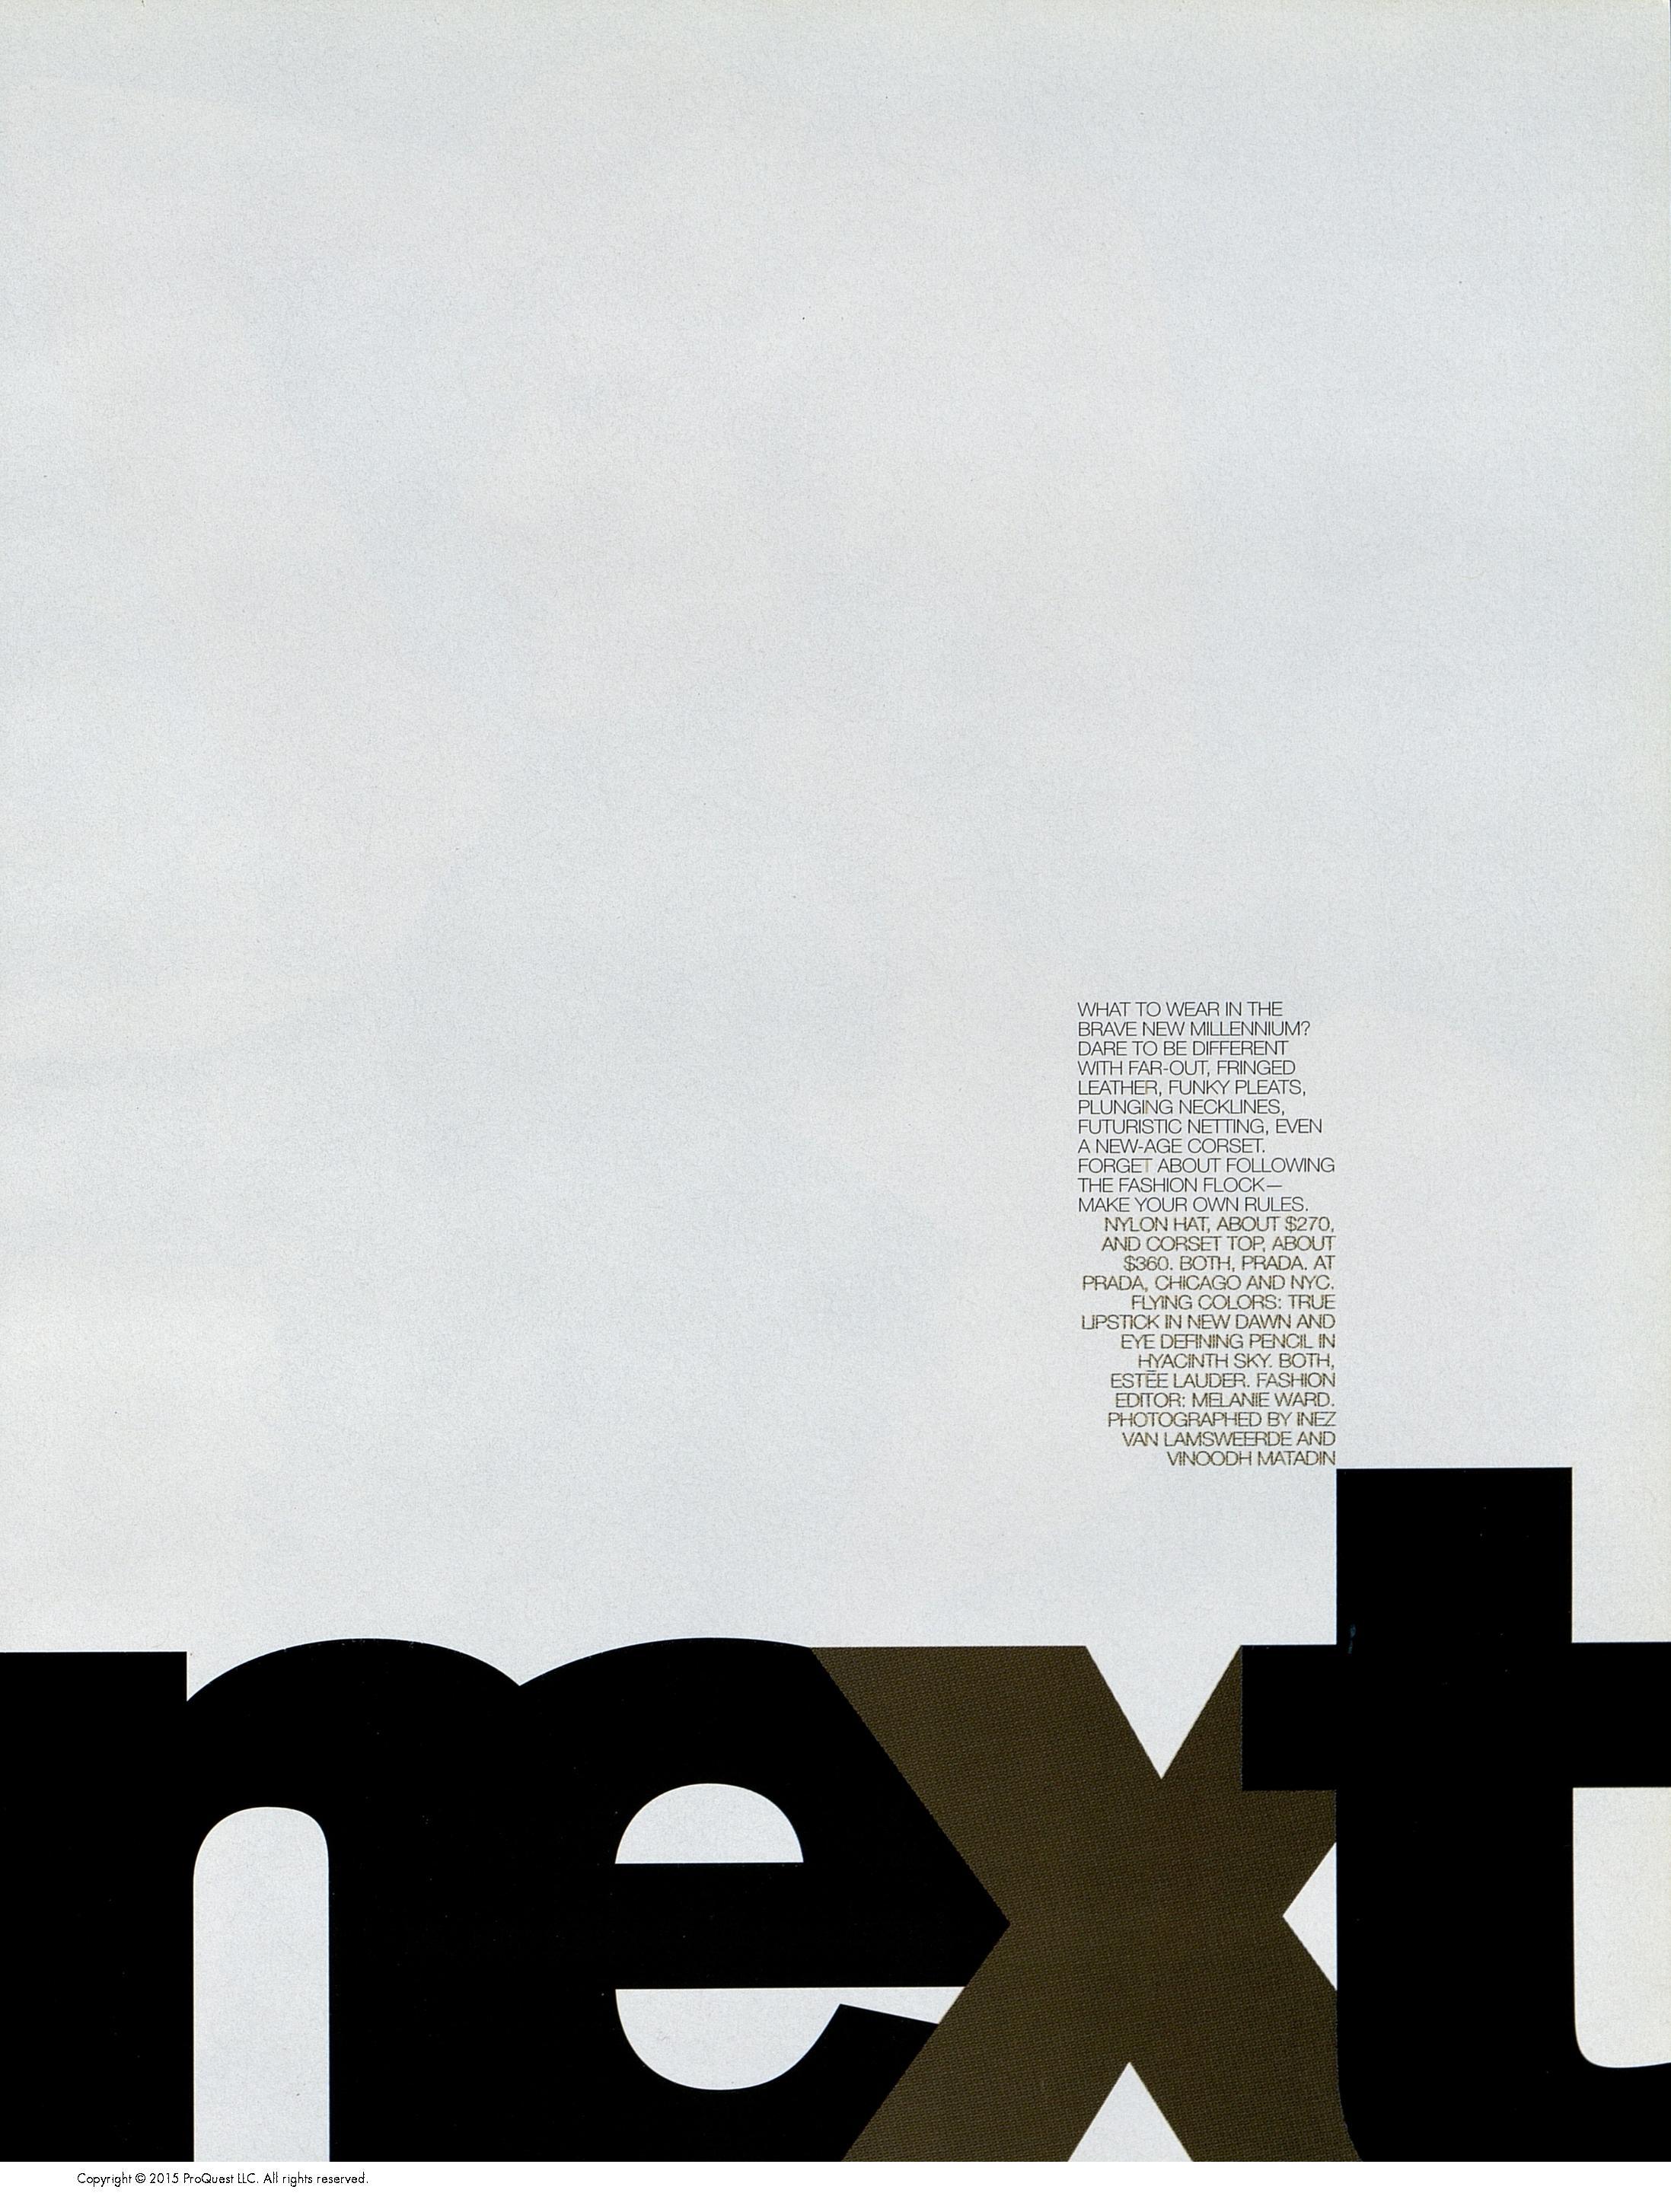 WHAT TO WEAR IN THE
BRAVE NEW MILLENNIUM?
DARE TO BE DIFFERENT
WITH FAR-OUT, FRINGED
LEATHER, FUNKY PLEATS,
PLUNGING NECKLINES,
FUTURISTIC NETTING, EVEN
A NEW-AGE CORSET.
FORGET ABOUT FOLLOWING
THE FASHION FLOCK—
MAKE YOUR OWN RULES.
NYLON HAT, ABOUT $270,
AND CORSET TOP, ABOUT
$360. BOTH, PRADA. AT
PRADA, CHICAGO AND NYC.
FLYING COLORS: TRUE
LIPSTICK IN NEW DAWN AND
EYE DEFINING PENCIL IN
HYACINTH SKY. BOTH,
ESTĒE LAUDER. FASHION
EDITOR: MELANIE WARD.
PHOTOGRAPHED BY INEZ
VAN LAMSWEERDE AND
VINOODH MATADIN
next
Copyright © 2015 ProQuest LLC. All rights reserved.